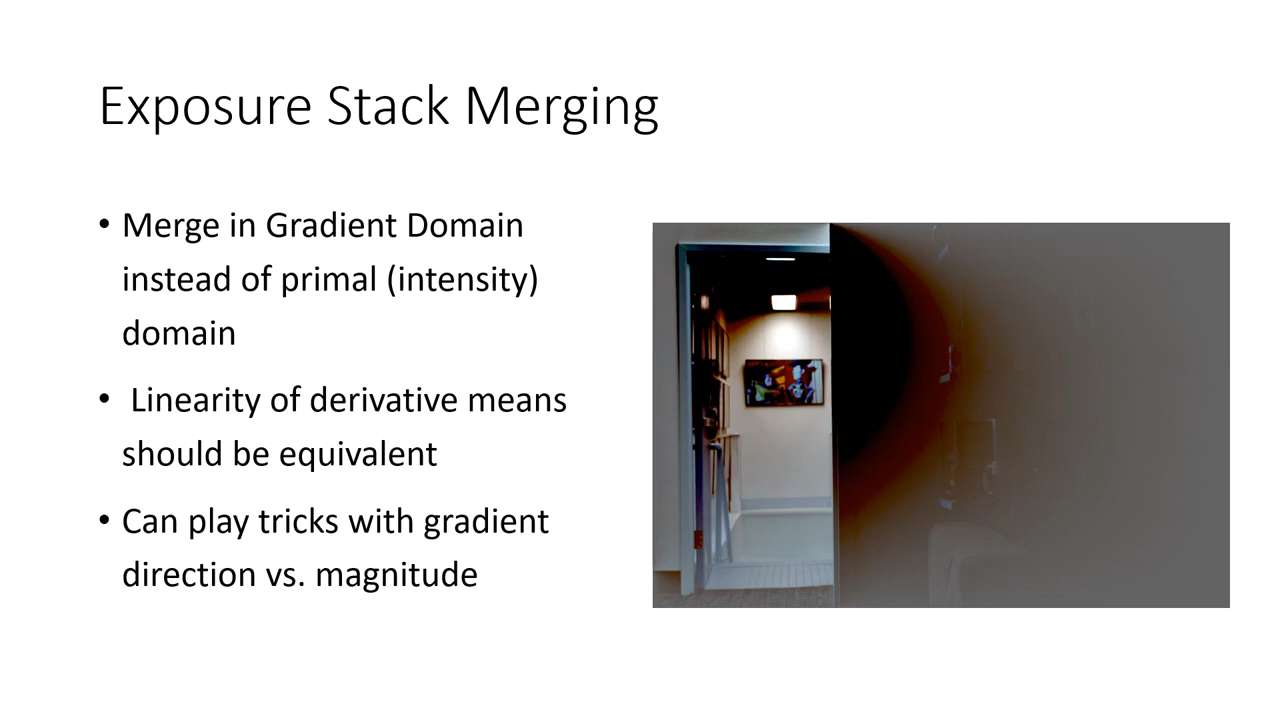 Exposure Stack Merging
• Merge in Gradient Domain
instead of primal (intensity)
domain
• Linearity of derivative means
should be equivalent
• Can play tricks with gradient
direction vs. magnitude